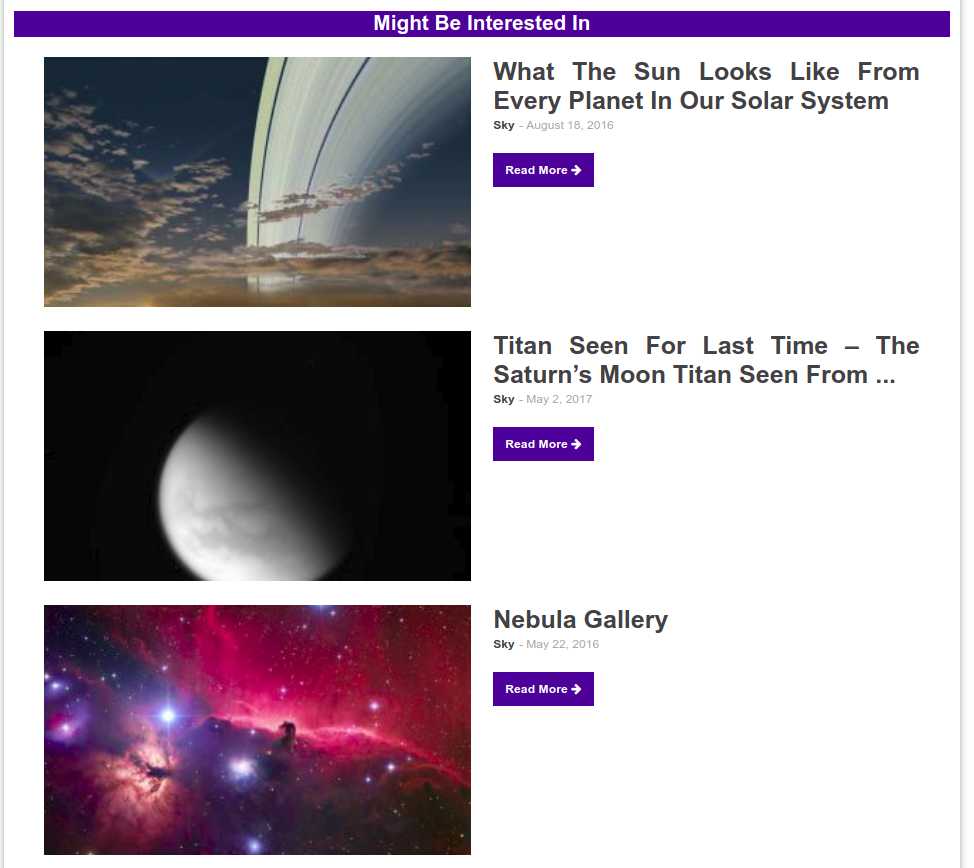 Might Be Interested In
What The Sun Looks Like From
Every Planet In Our Solar System
Sky - August 18, 2016
Read More
Titan Seen For Last Time – The
Saturn’s Moon Titan Seen From ...
Sky - May 2, 2017
Read More
Nebula Gallery
Sky - May 22, 2016
Read More